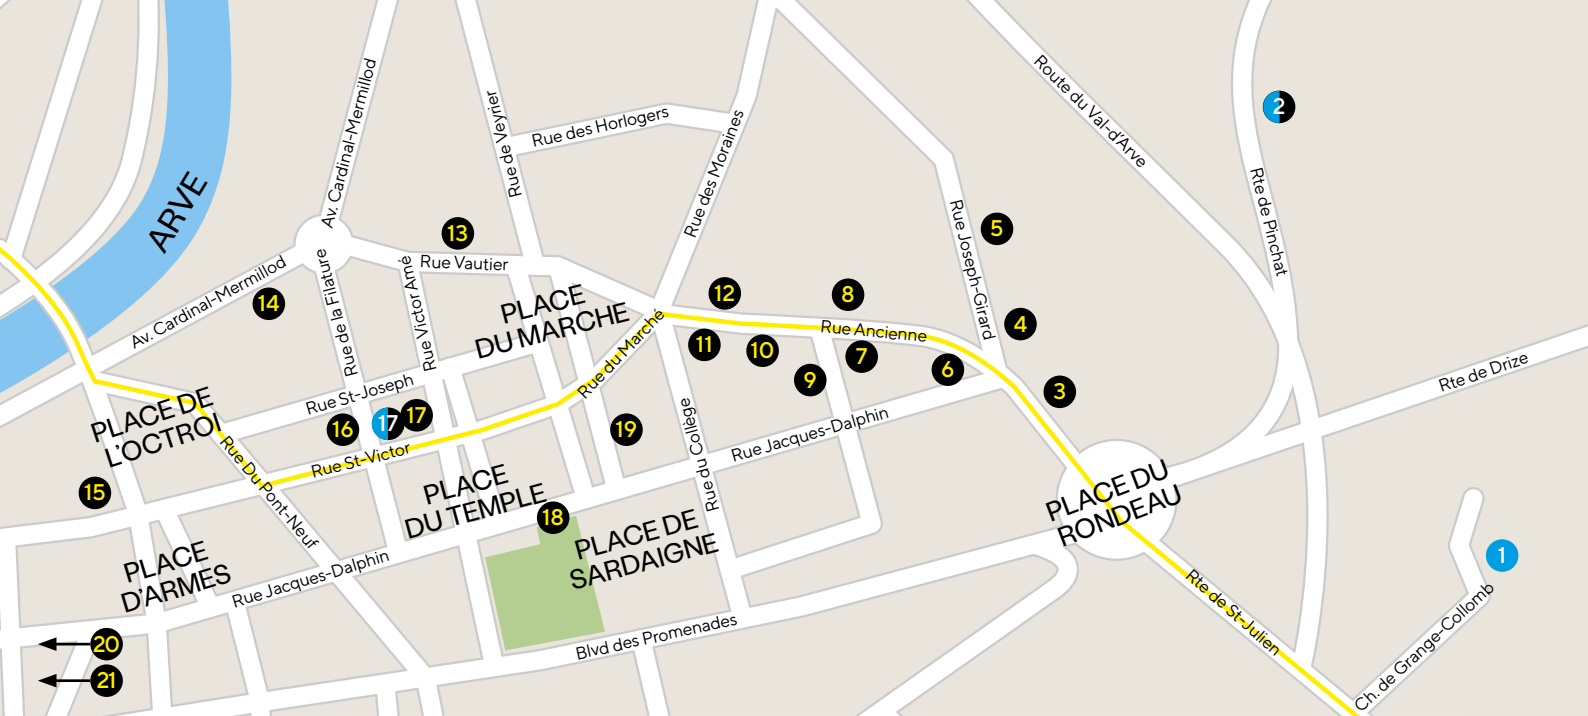 Route du Val-d'Arve
Av. Cardinal-Mermillod
Rue de Veyrier
Rue des Horlogers
Rue des Moraines
2
ARVE
Rte de Pinchat
13
5
Rue Joseph-Girard
Rue Vautier
14
Av. Cardinal-Mermillod
Rue de la Filature
Rue Victor Amé
PLACE
DU MARCHE
12
8
4
Rue Ancienne
11
10
7
9
6
3
Rue du Marché
Rte de Drize
Rue St-Joseph
PLACE DE
L'OCTROI
16
17
17
19
Rue du Collège
Rue Jacques-Dalphin
Rue St-Victor
Rue Du Pont-Neuf
15
PLACE
DU TEMPLE
18
PLACE DE
SARDAIGNE
PLACE DU
RONDEAU
PLACE
D'ARMES
Rue Jacques-Dalphin
1
Rte de St-Julien
Ch. de Grange-Collomb
Blvd des Promenades
20
21